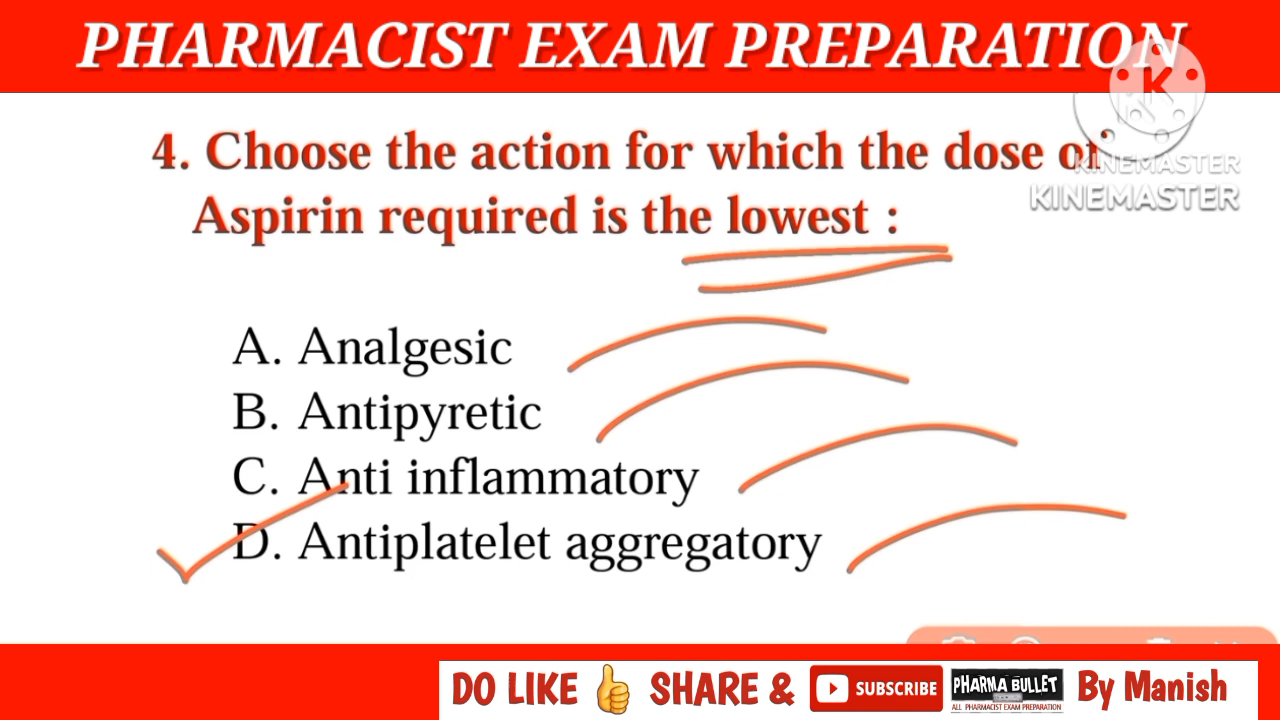 PHARMACIST EXAM PREPARATION
4. Choose the action for which the dose of
KINEMASTER
Aspirin required is the lowest :
KINEMASTER
A. Analgesic
B. Antipyretic
C. Anti inflammatory
D. Antiplatelet aggregatory
DO LIKE 👍 SHARE & SUBSCRIBE PHARMA BULLET By Manish
ALL PHARMACIST EXAM PREPARATION